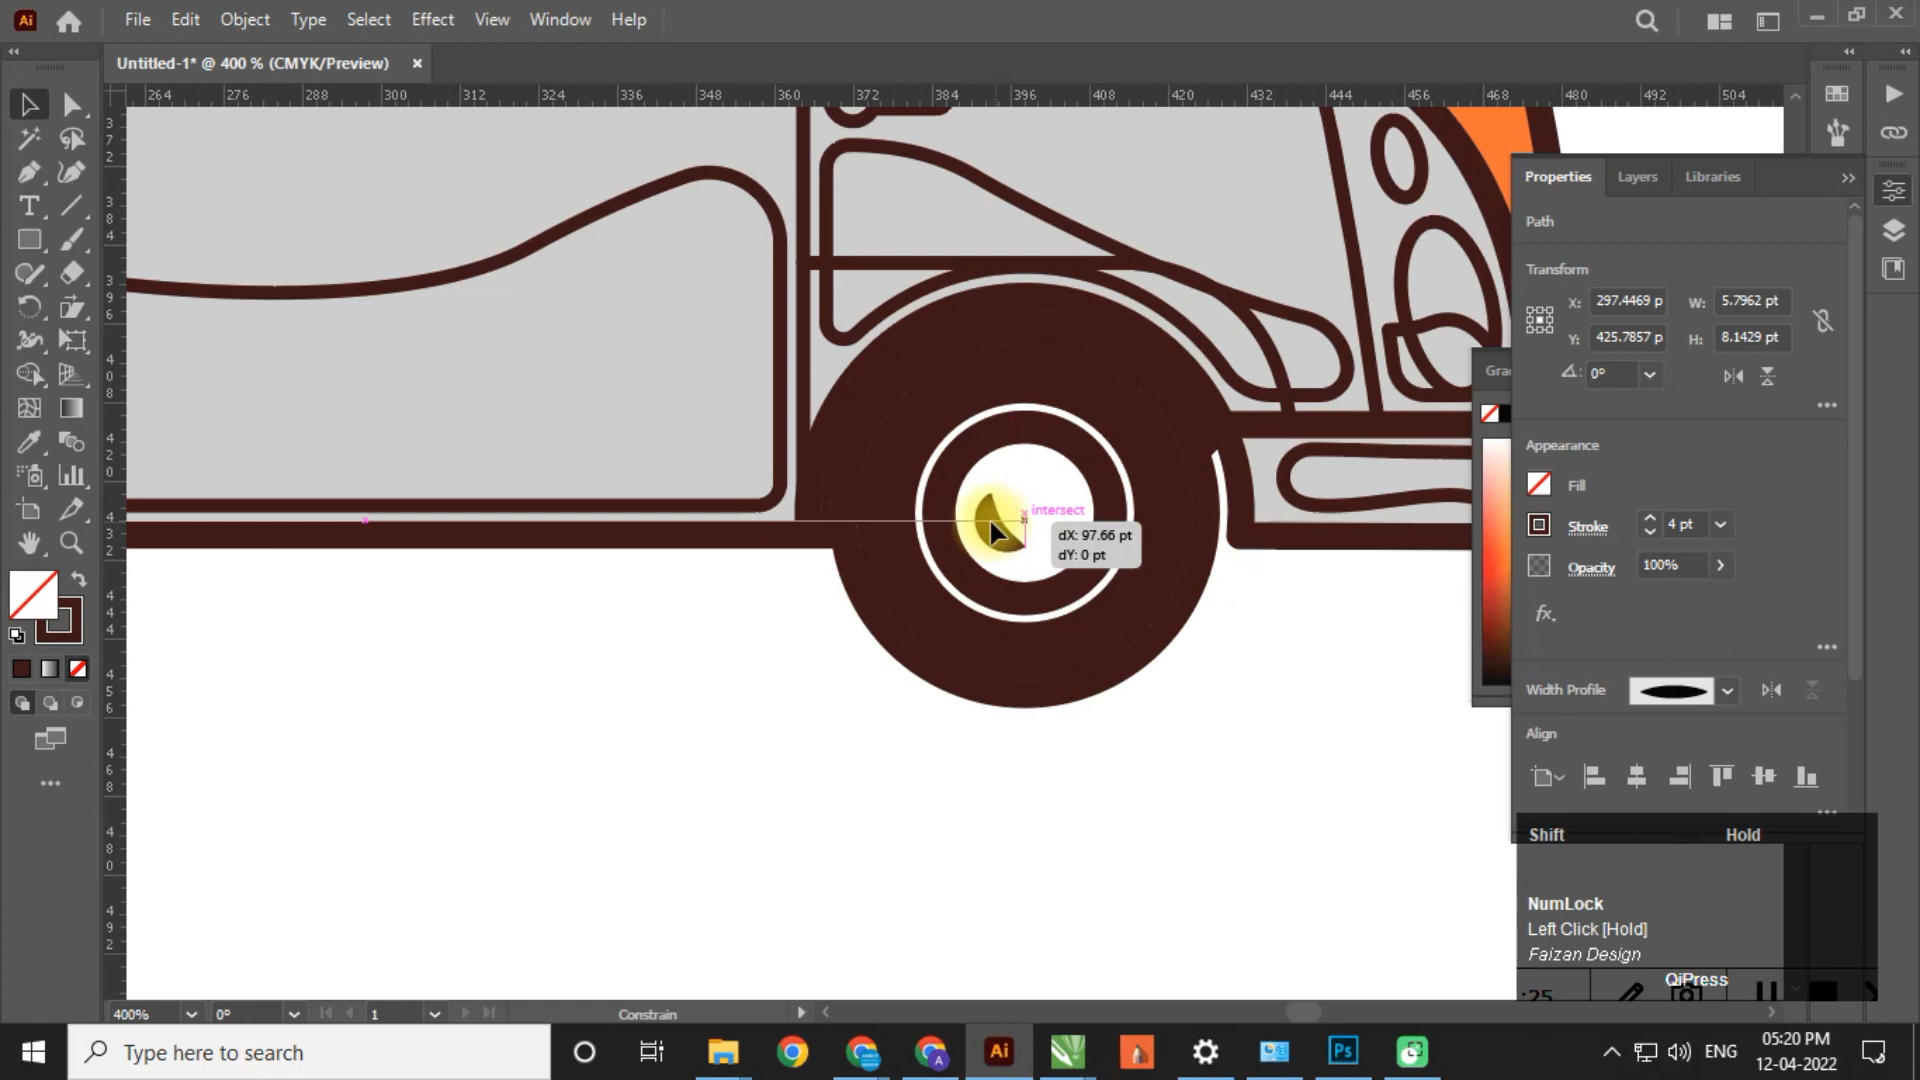 Ai
File Edit Object Type Select Effect View Window Help
Untitled-1* @ 400 % (CMYK/Preview) ×
264 276 288 300 312 324 336 348 360 372 384 396 408 420 432 444 456 468 480 492 504
Properties Layers Libraries
Path
Transform
X: 297.4469 p W: 5.7962 pt
Y: 425.7857 p H: 8.1429 pt
0°
Appearance
Fill
Stroke 4 pt
Opacity 100%
fx.
Width Profile
Align
intersect
dX: 97.66 pt
dY: 0 pt
Shift Hold
NumLock
Left Click [Hold]
Faizan Design
QiPress
:25
400% 0° 1 Constrain
Type here to search
Ai
Ps
ENG
05:20 PM
12-04-2022